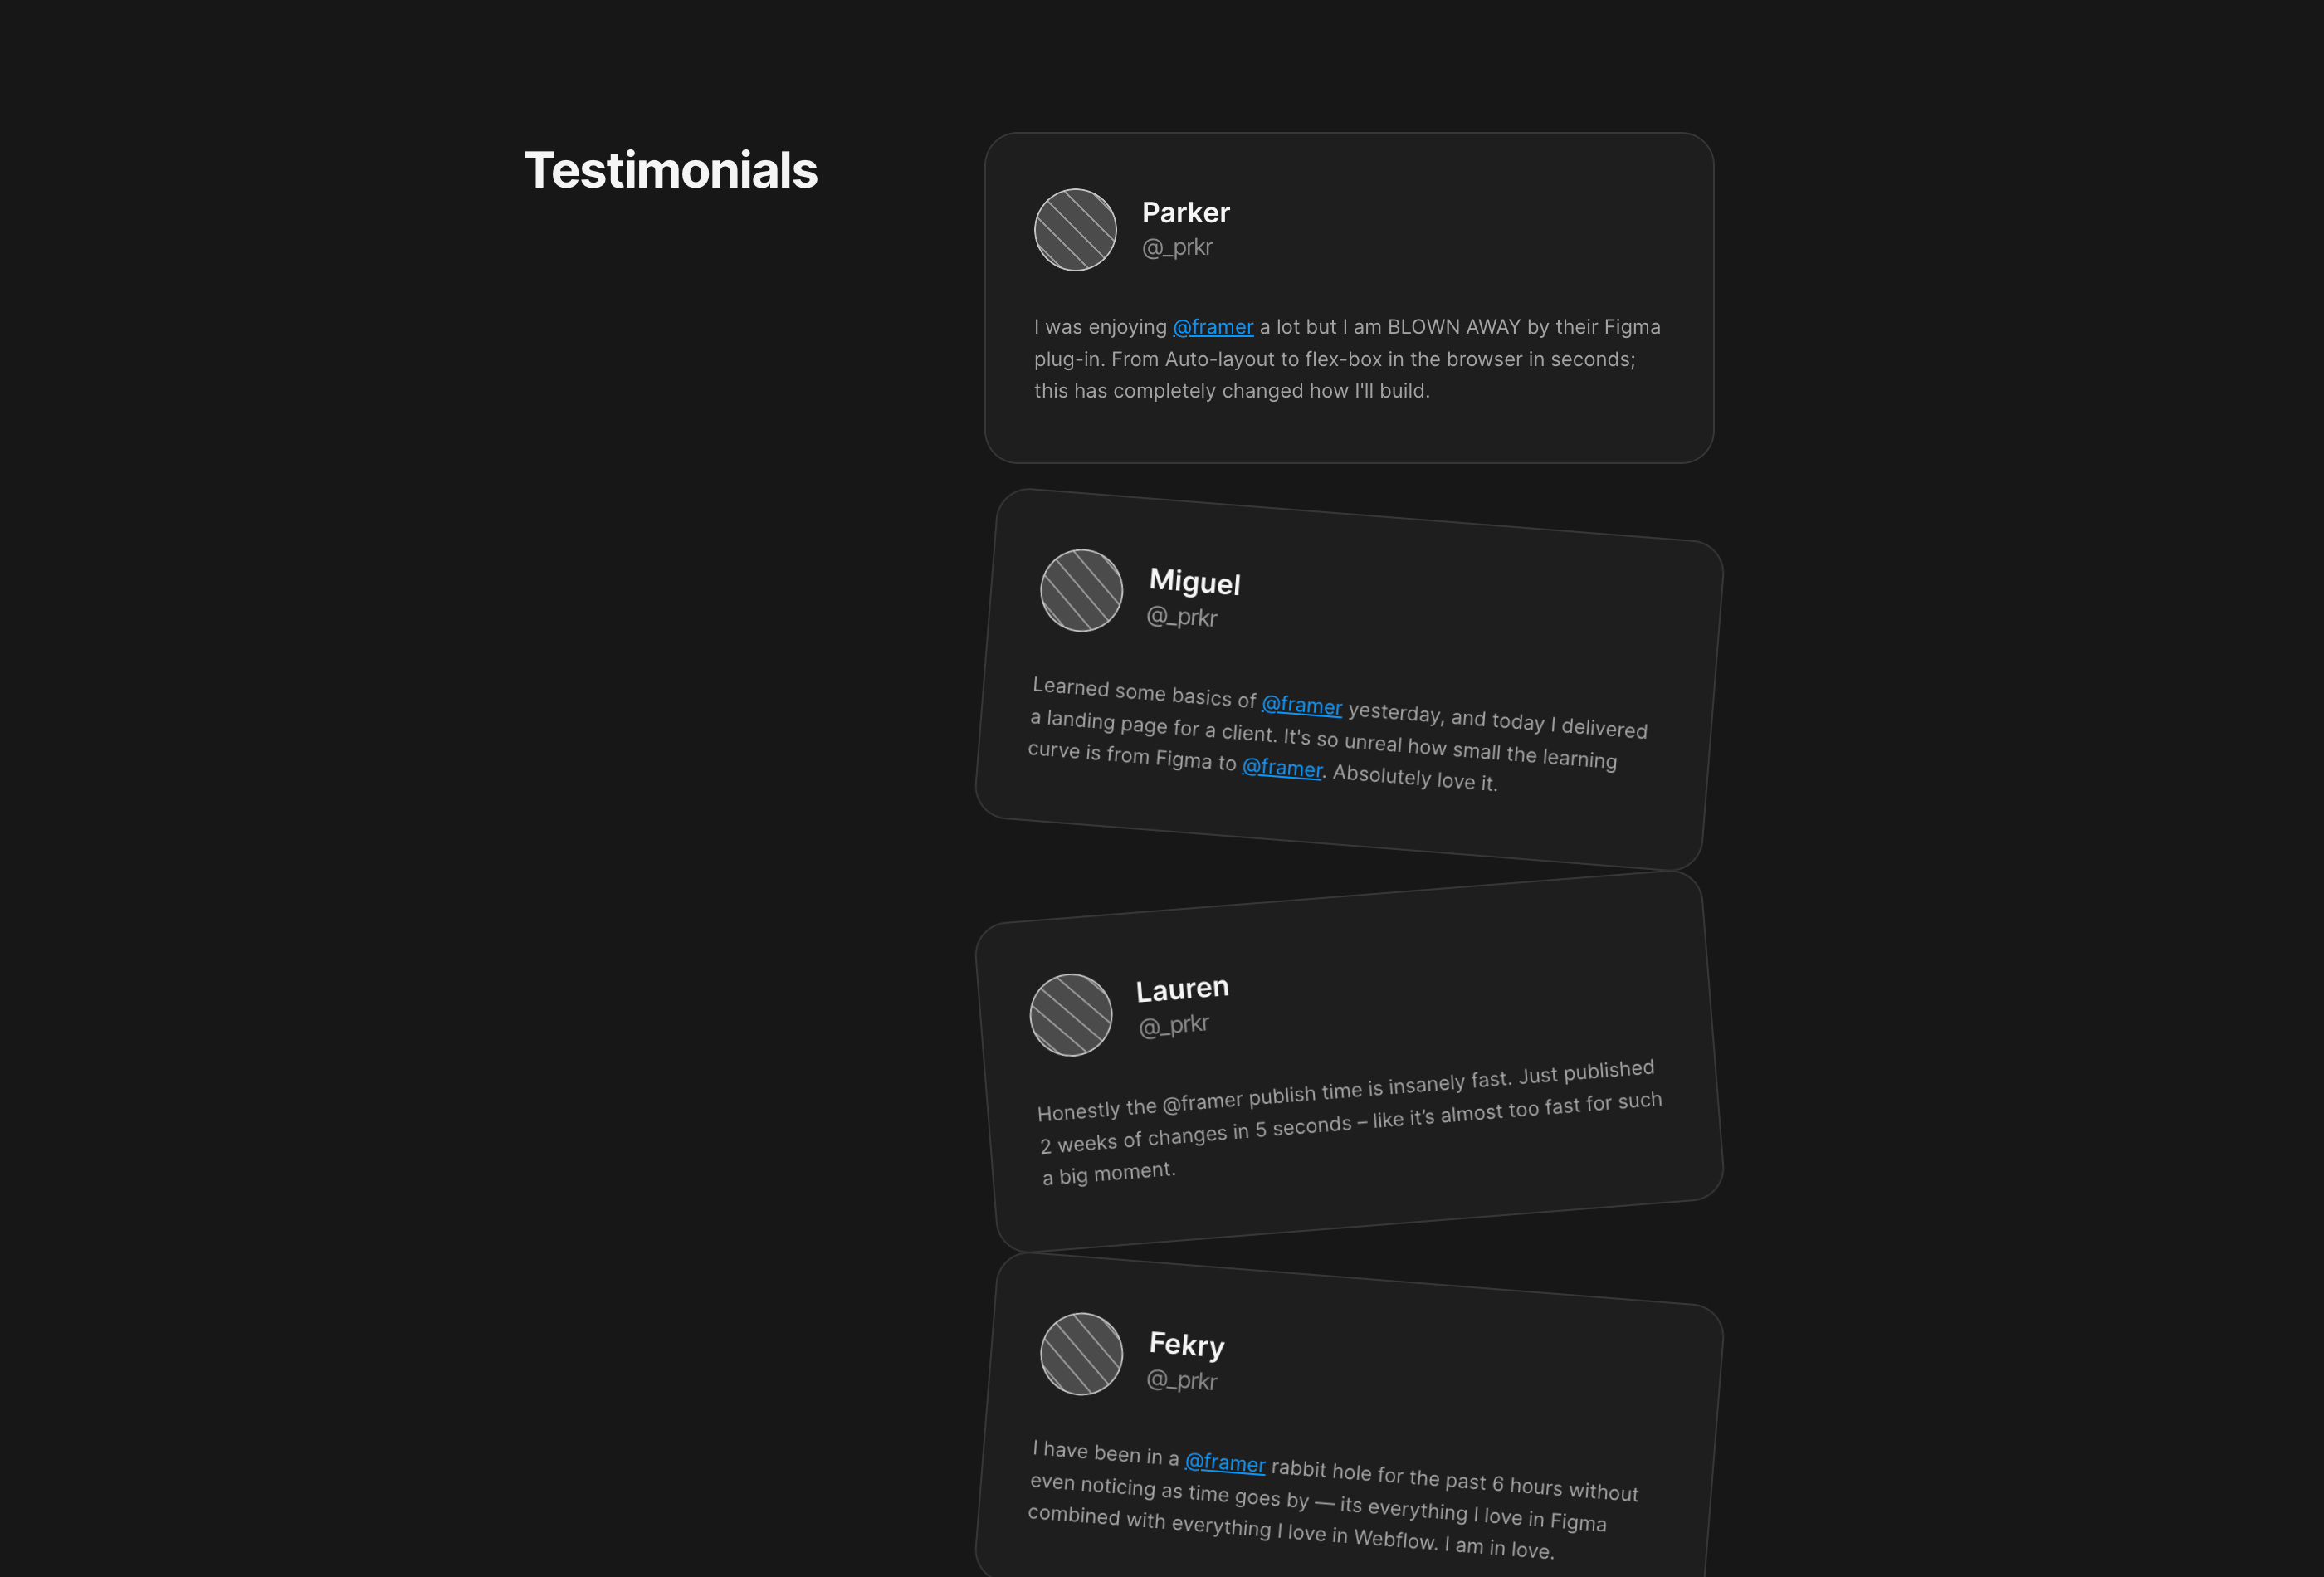 Testimonials
Parker
@_prkr
I was enjoying @framer a lot but I am BLOWN AWAY by their Figma
plug-in. From Auto-layout to flex-box in the browser in seconds;
this has completely changed how I'll build.
Miguel
@_prkr
Learned some basics of @framer yesterday, and today I delivered
a landing page for a client. It's so unreal how small the learning
curve is from Figma to @framer. Absolutely love it.
Lauren
@_prkr
Honestly the @framer publish time is insanely fast. Just published
2 weeks of changes in 5 seconds – like it’s almost too fast for such
a big moment.
Fekry
@_prkr
I have been in a @framer rabbit hole for the past 6 hours without
even noticing as time goes by — its everything I love in Figma
combined with everything I love in Webflow. I am in love.